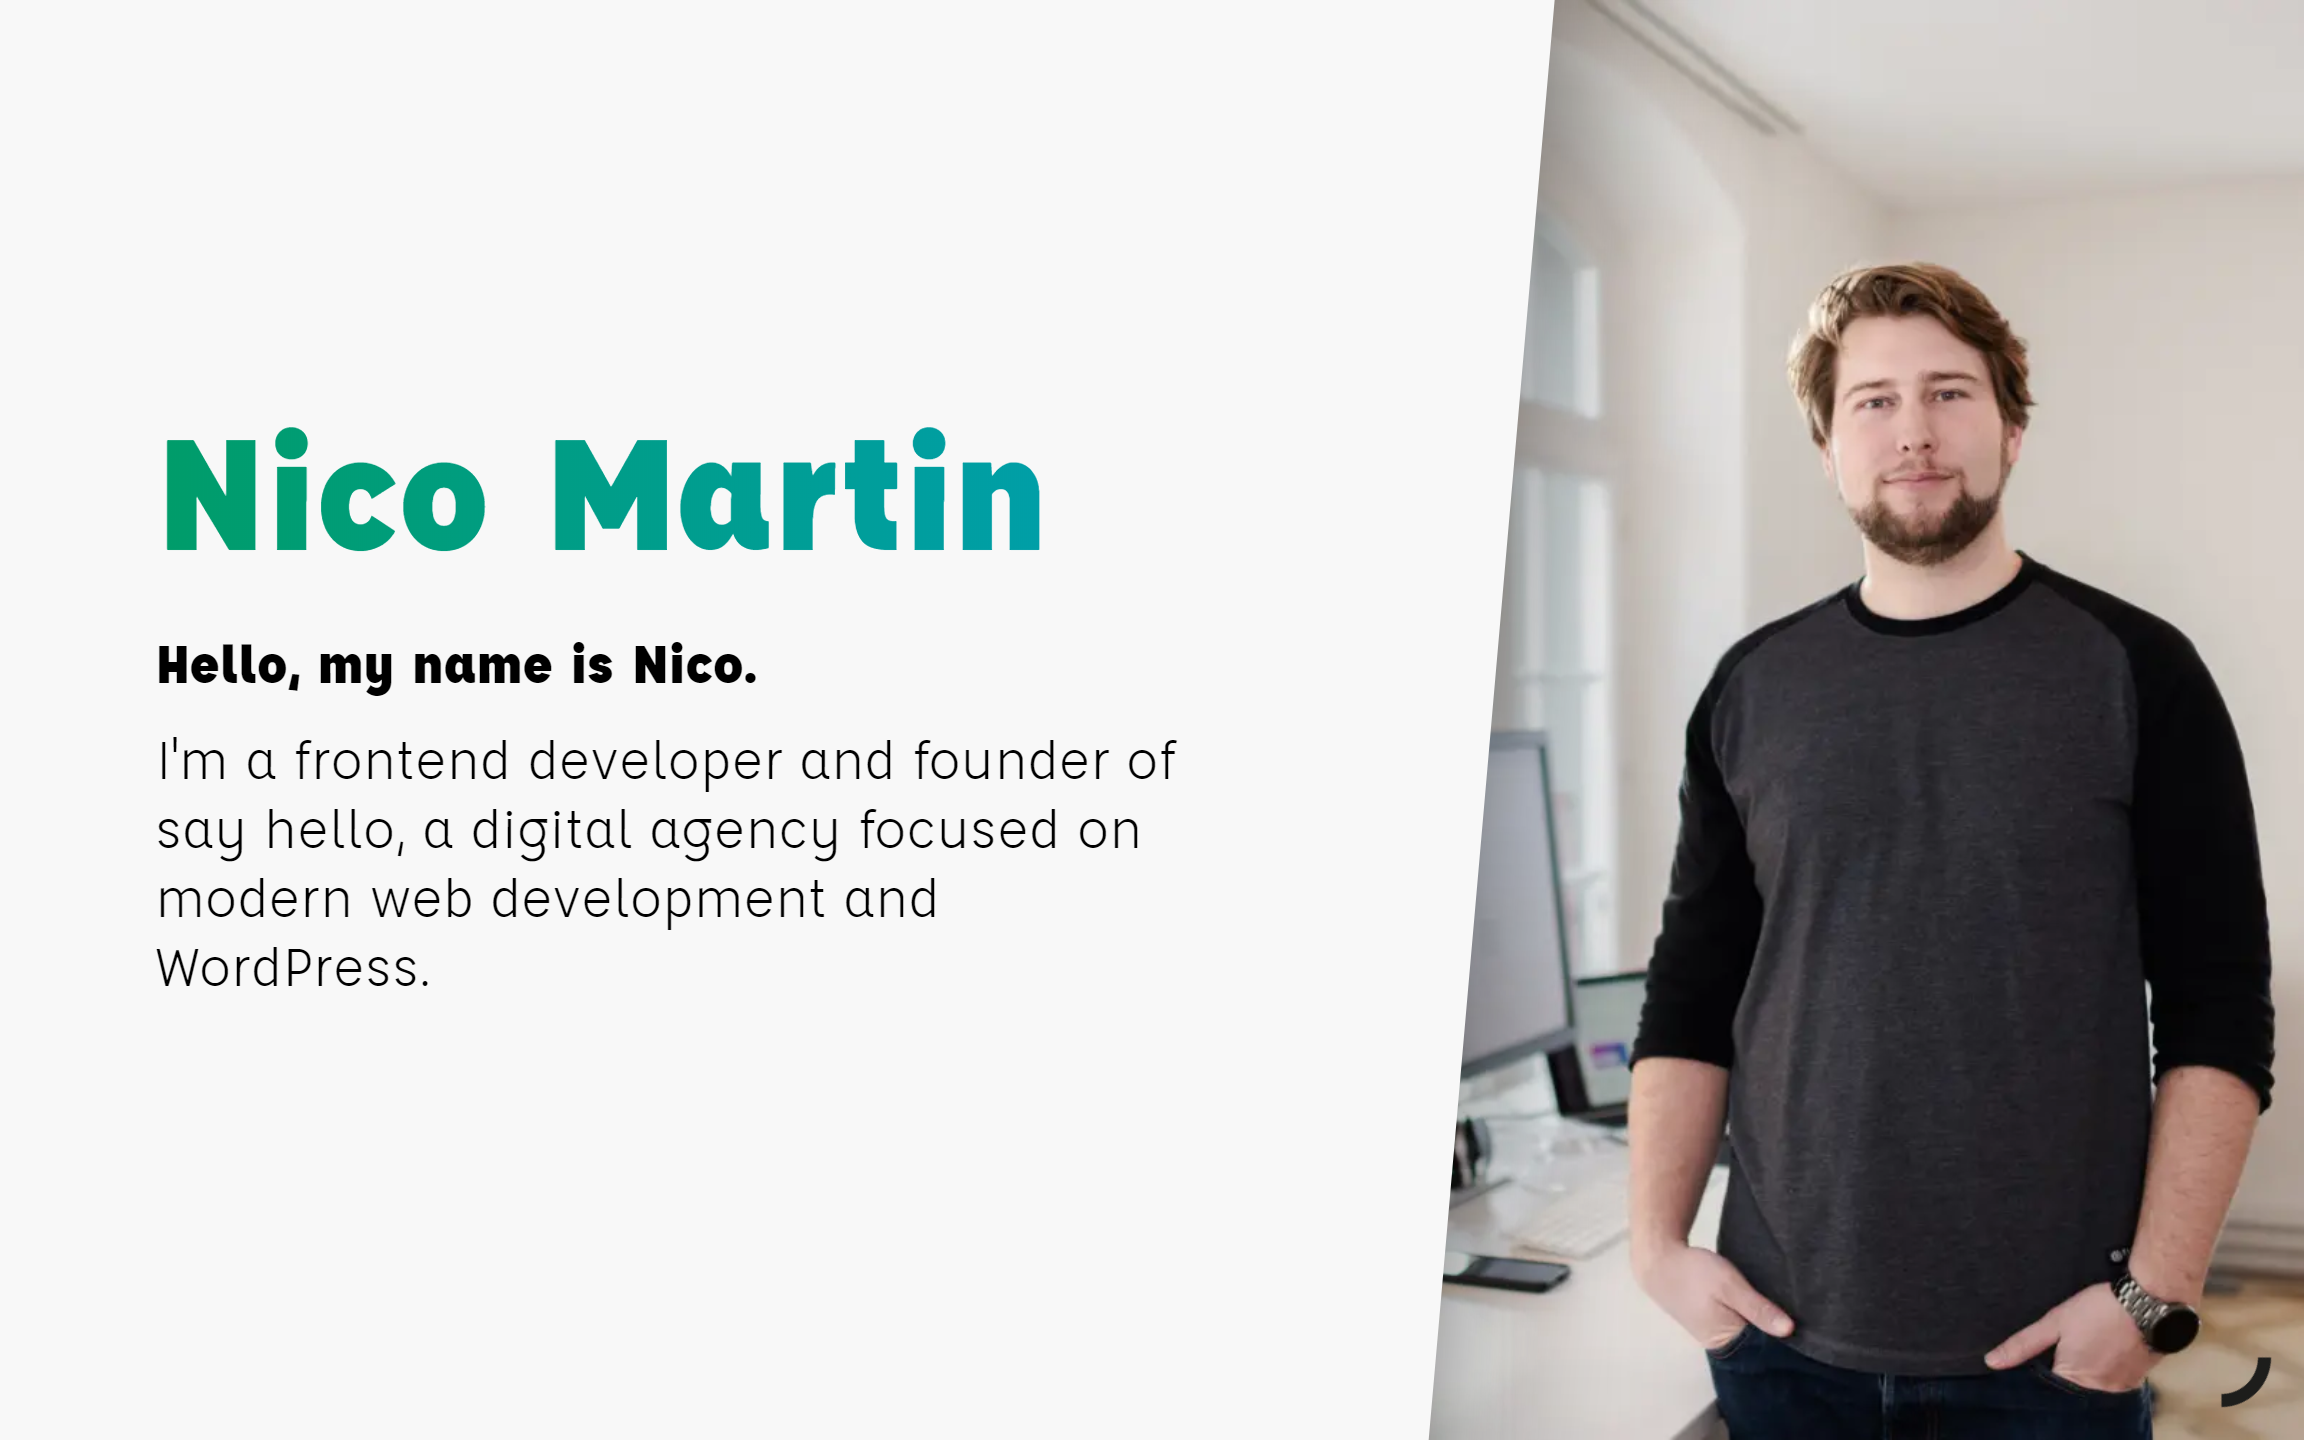 Nico Martin
Hello, my name is Nico.
I'm a frontend developer and founder of
say hello, a digital agency focused on
modern web development and
WordPress.